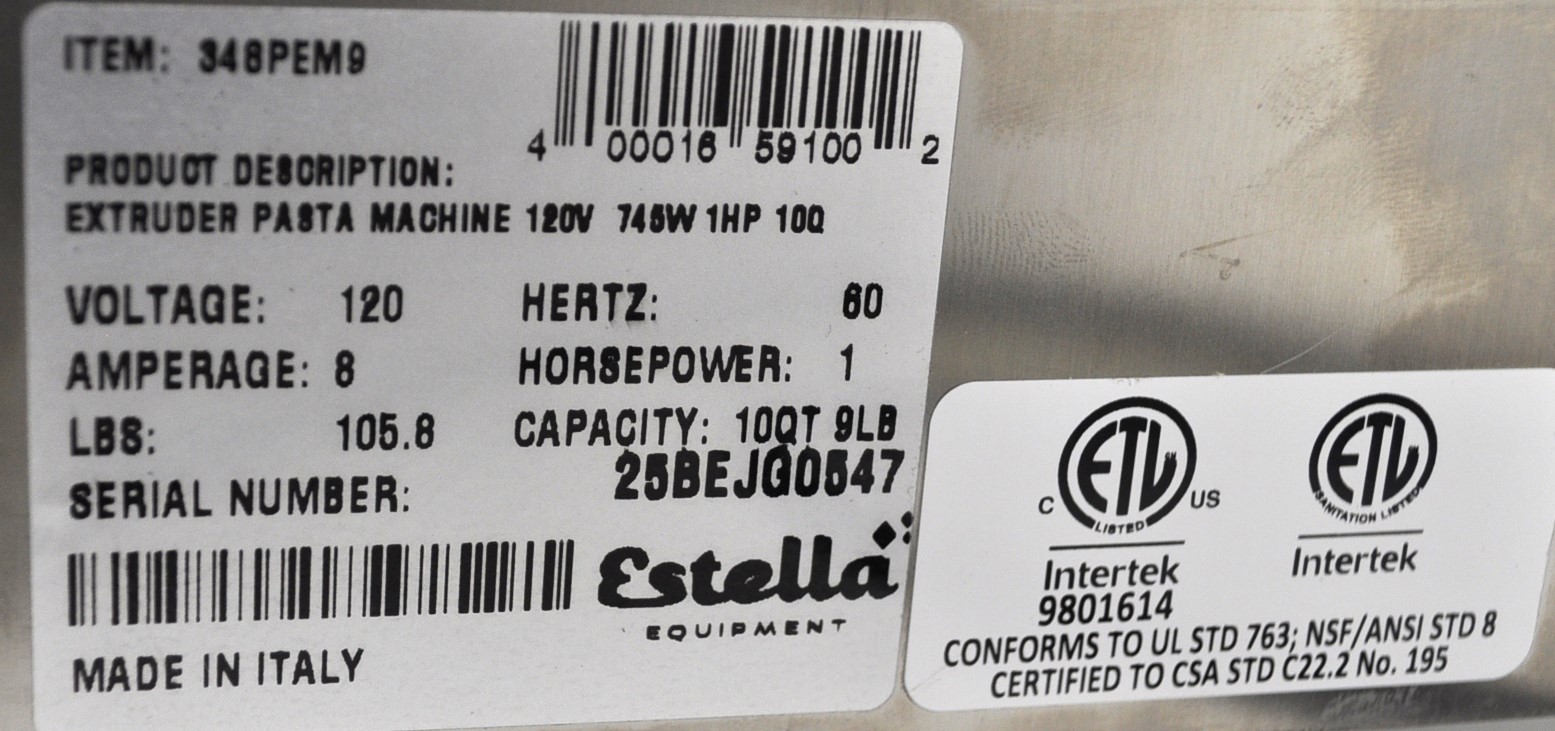 ITEM: 348PEM9
4 00016 59100 2
PRODUCT DESCRIPTION:
EXTRUDER PASTA MACHINE 120V 745W 1HP 10Q
VOLTAGE: 120 HERTZ: 60
AMPERAGE: 8 HORSEPOWER: 1
LBS: 105.8 CAPACITY: 10QT 9LB
SERIAL NUMBER: 25BEJG0547
Estella
EQUIPMENT
MADE IN ITALY
C ETL US
LISTED
Intertek
9801614
ETL
SANITATION LISTED
Intertek
CONFORMS TO UL STD 763; NSF/ANSI STD 8
CERTIFIED TO CSA STD C22.2 No. 195